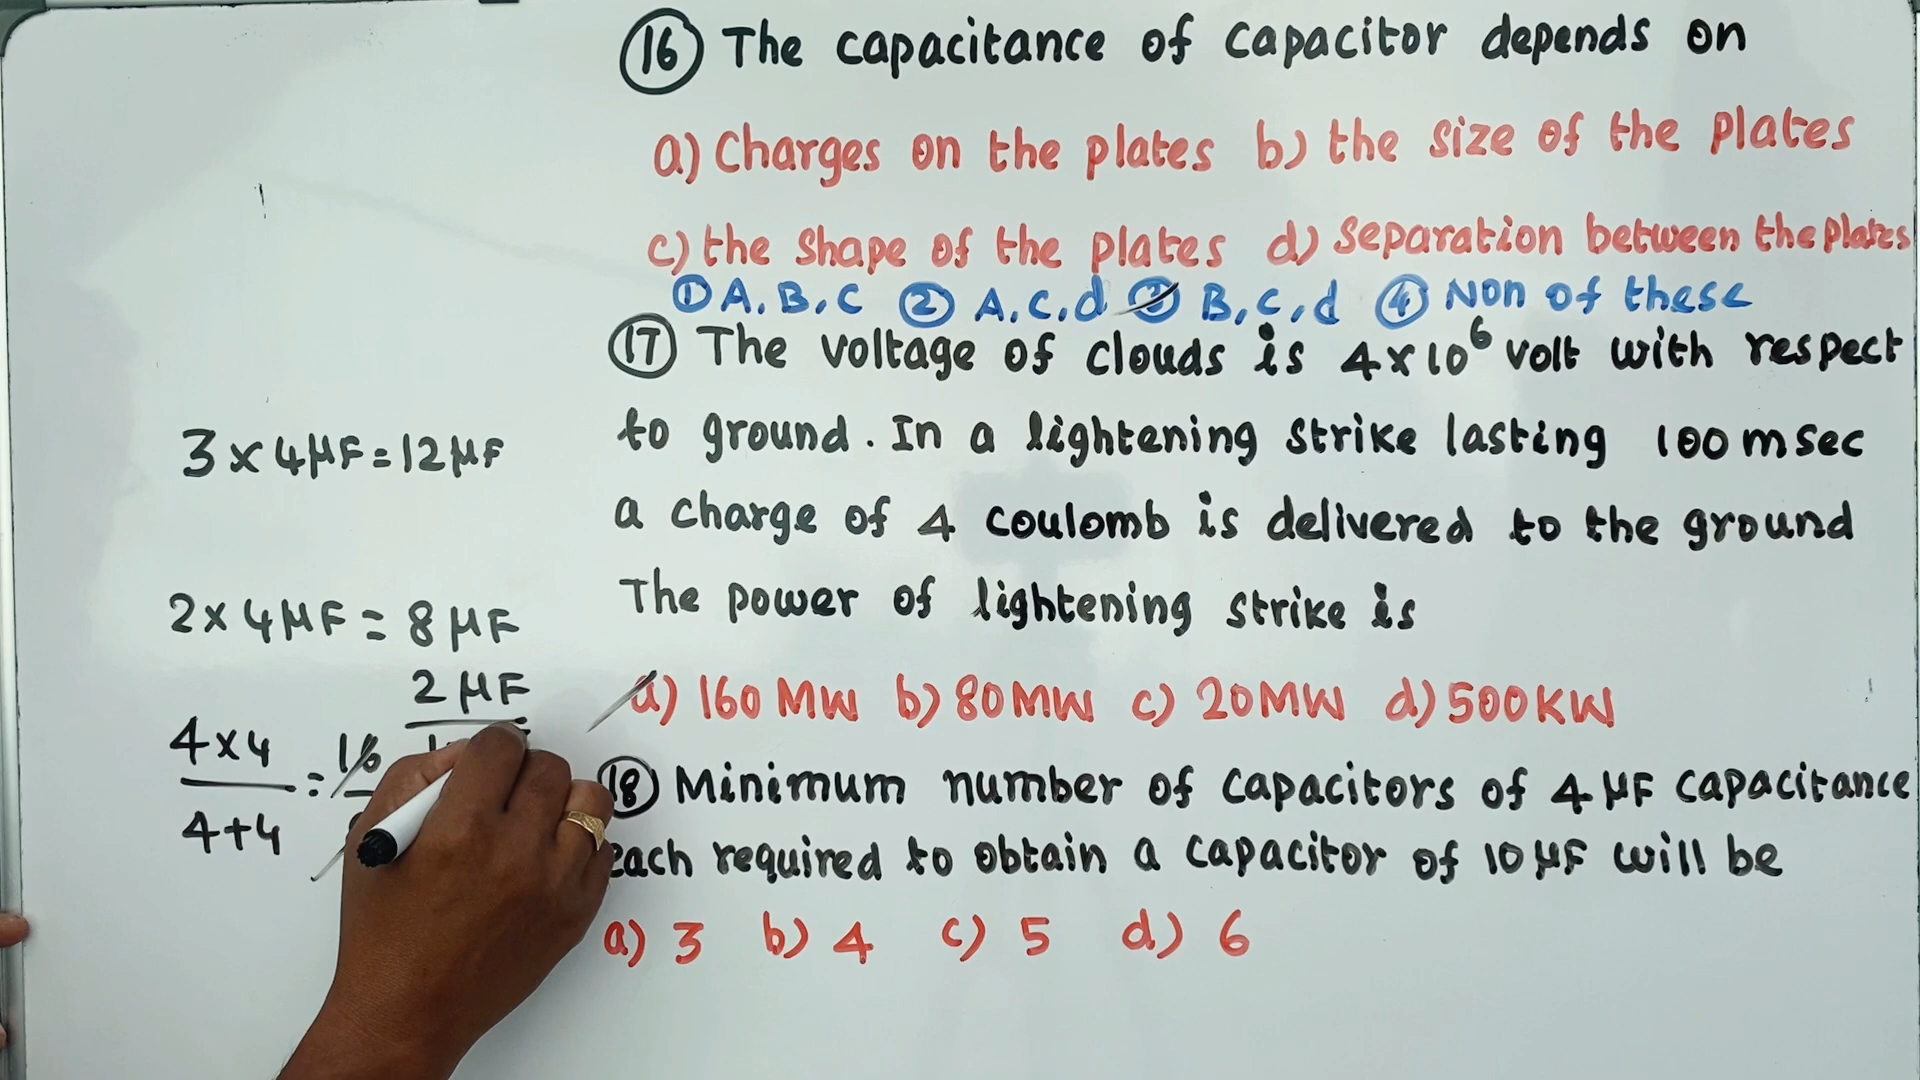 ⑯ The capacitance of capacitor depends on
a) Charges on the plates b) the size of the plates
c) the shape of the plates d) Separation between the plates
① A, B, C ② A, C, d ③ B, C, d ④ Non of these
⑰ The voltage of clouds is 4×10⁶ volt with respect
to ground. In a lightening strike lasting 100 msec
a charge of 4 coulomb is delivered to the ground
The power of lightening strike is
a) 160 MW b) 80 MW c) 20 MW d) 500 KW
⑱ Minimum number of capacitors of 4 μF capacitance
each required to obtain a capacitor of 10 μF will be
a) 3 b) 4 c) 5 d) 6
3 × 4 μF = 12 μF
2 × 4 μF = 8 μF
2 μF
4 × 4 = 16
4 + 4